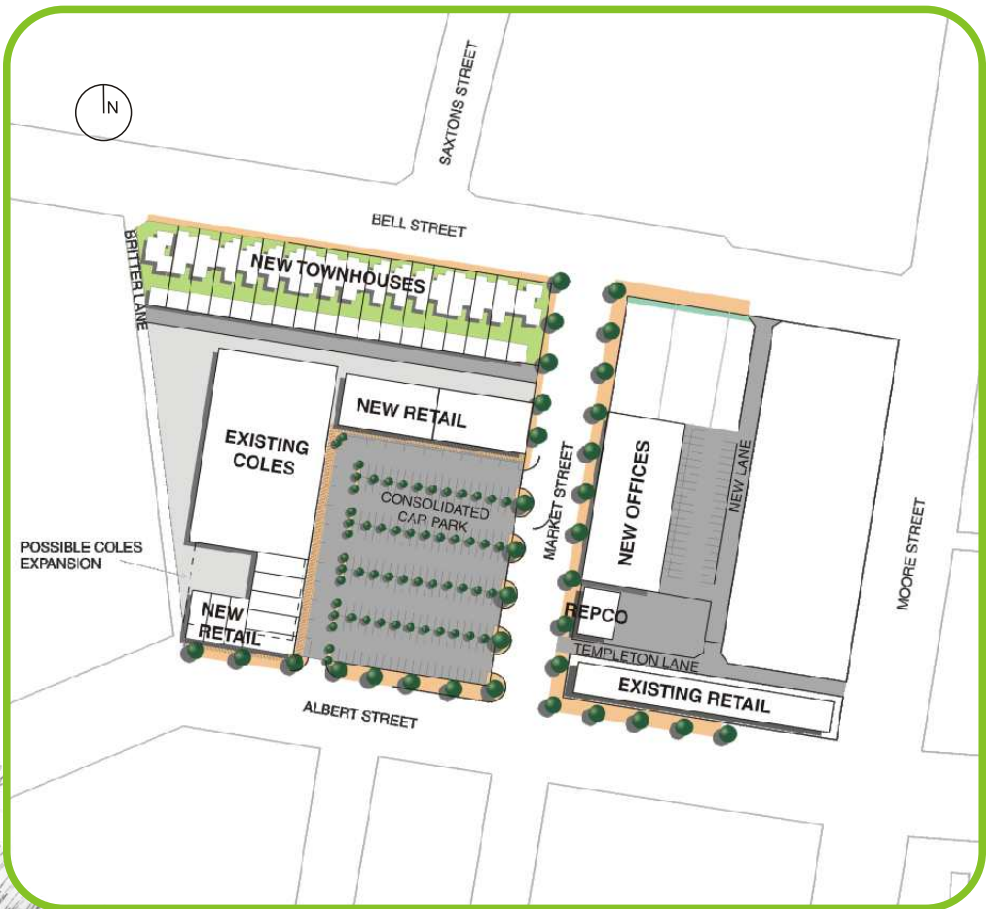 SAXTONS STREET
N
BELL STREET
BRITTER LANE
NEW TOWNHOUSES
NEW RETAIL
EXISTING
COLES
CONSOLIDATED
CAR PARK
MARKET STREET
NEW OFFICES
NEW LANE
MOORE STREET
POSSIBLE COLES
EXPANSION
NEW
RETAIL
REPCO
TEMPLETON LANE
EXISTING RETAIL
ALBERT STREET